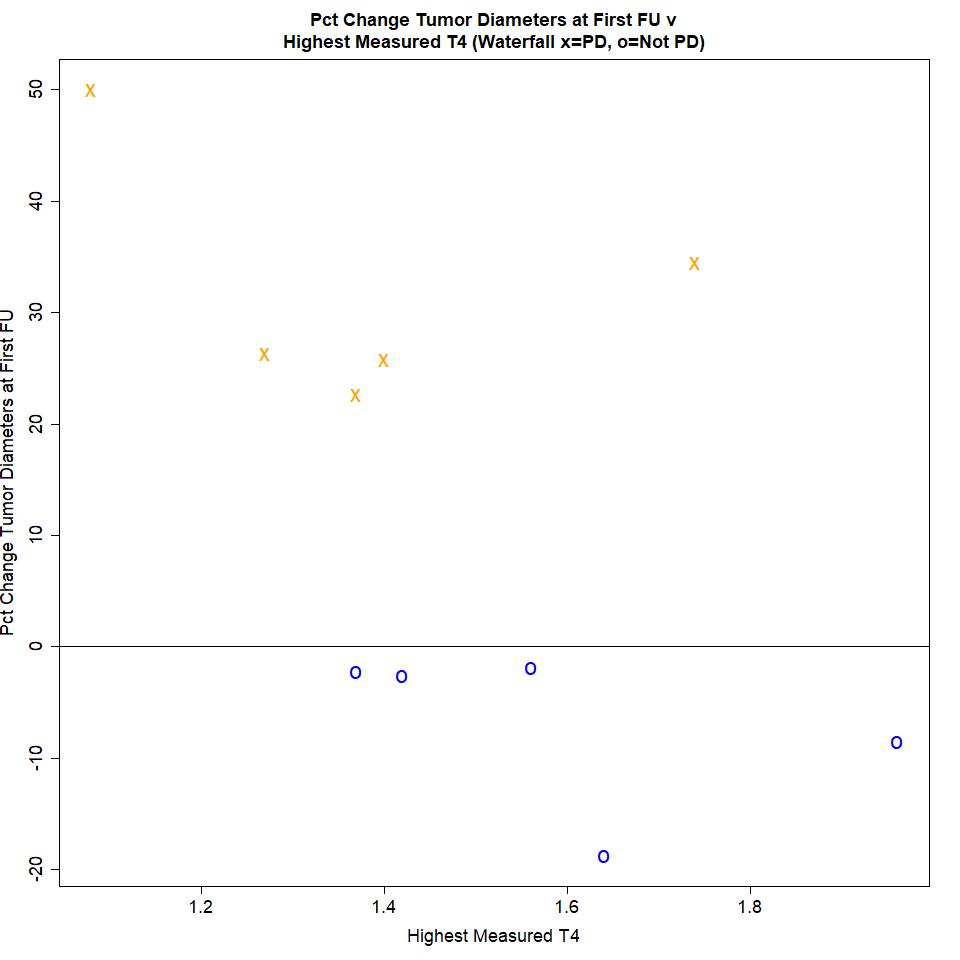 Pct Change Tumor Diameters at First FU v
Highest Measured T4 (Waterfall x=PD, o=Not PD)
Pct Change Tumor Diameters at First FU
50
40
30
20
10
0
-10
-20
X
X
X
X
X
O
O
O
O
O
1.2
1.4
1.6
1.8
Highest Measured T4